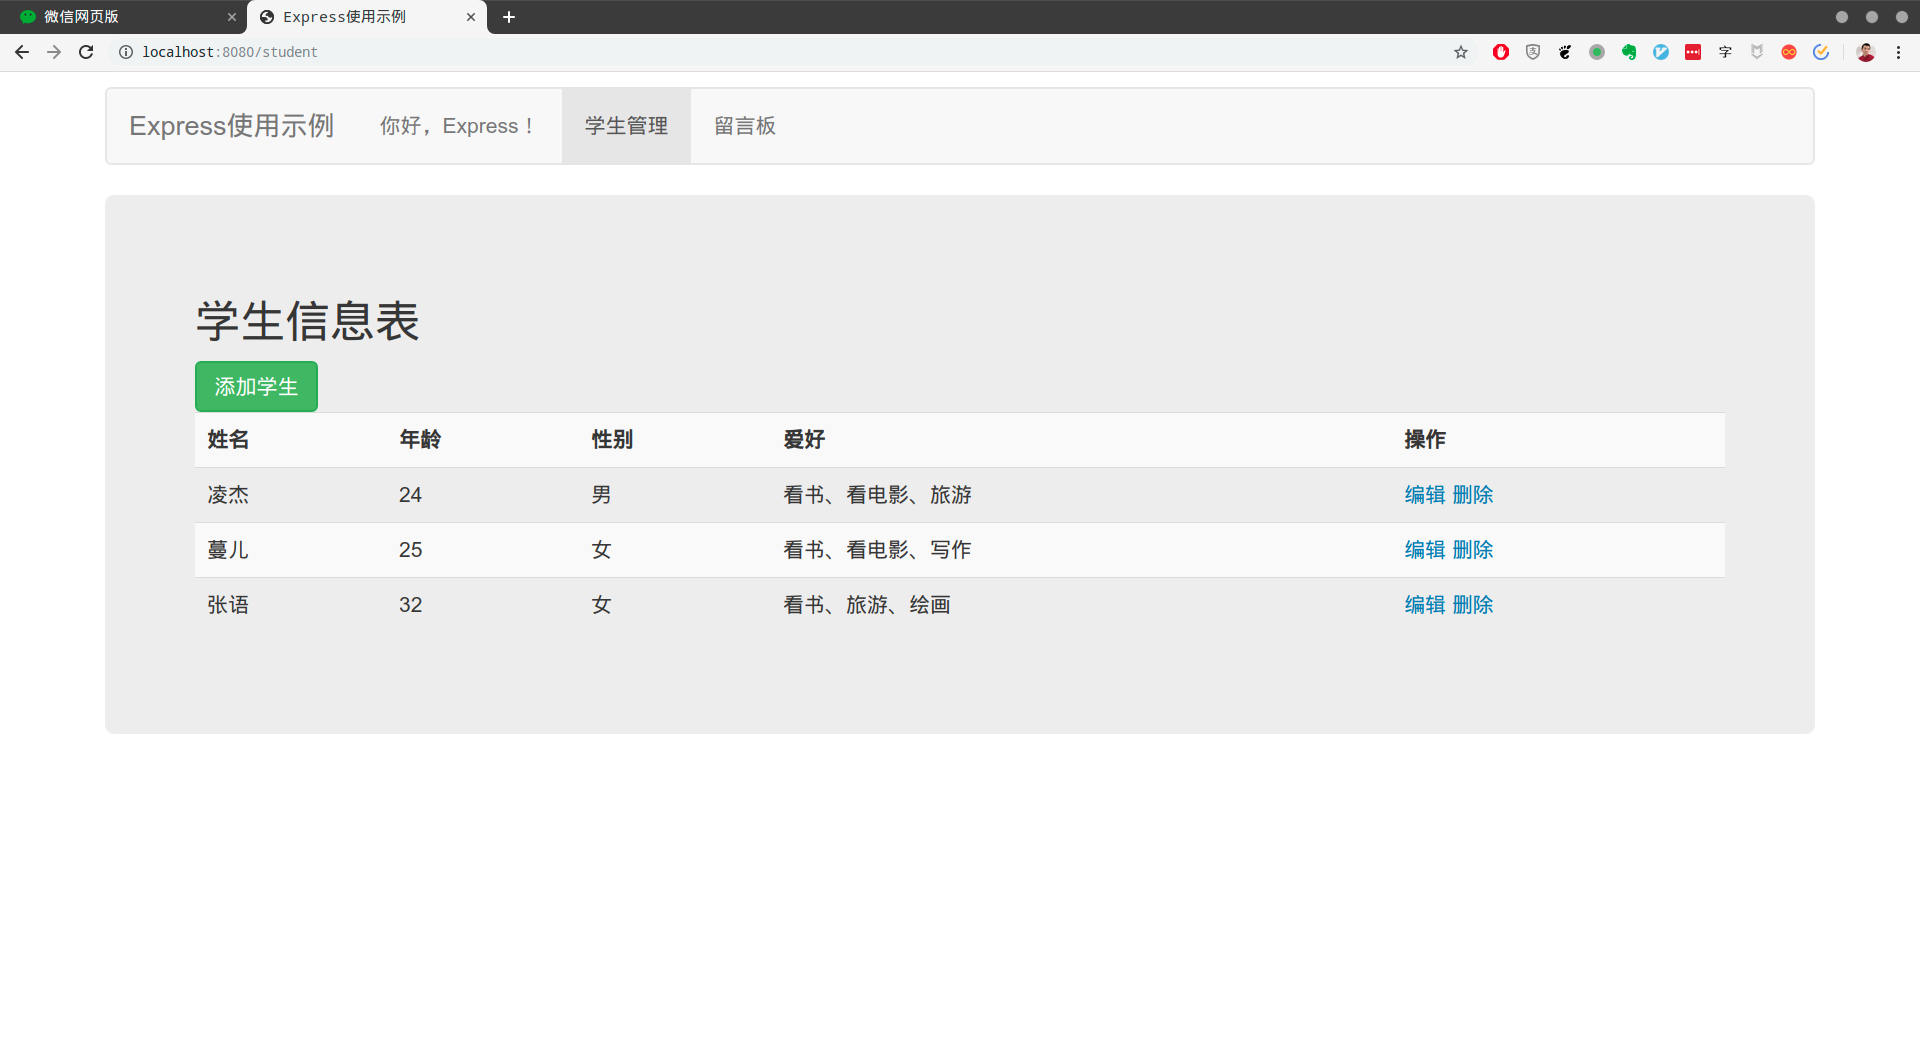 微信网页版
Express使用示例
localhost:8080/student
字
Express使用示例 你好，Express！ 学生管理 留言板
学生信息表
添加学生
姓名 年龄 性别 爱好 操作
凌杰 24 男 看书、看电影、旅游 编辑 删除
蔓儿 25 女 看书、看电影、写作 编辑 删除
张语 32 女 看书、旅游、绘画 编辑 删除